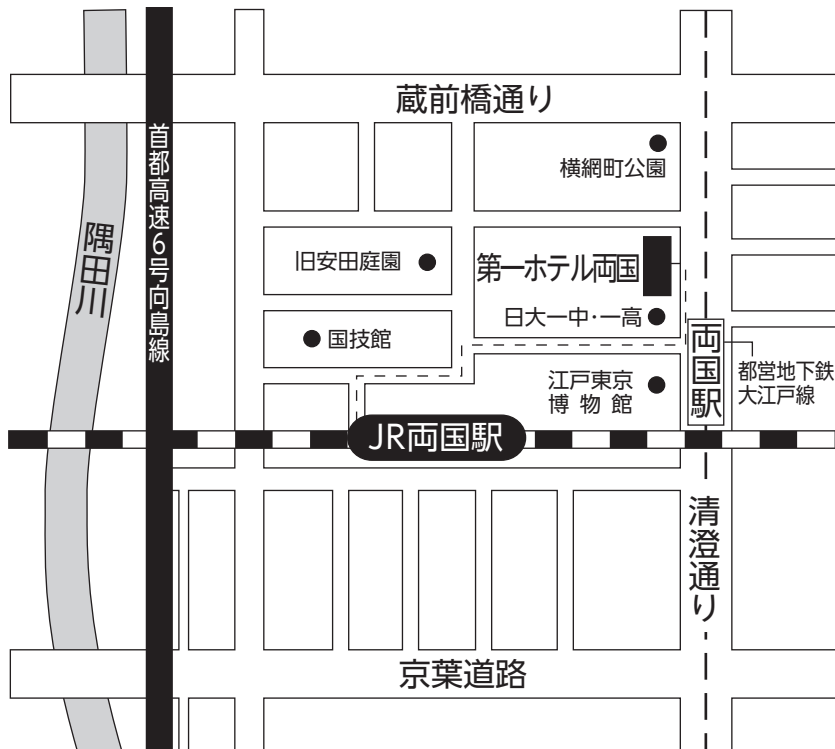 蔵前橋通り
首都高速6号向島線
横網町公園
隅田川
旧安田庭園
第一ホテル両国
日大一中・一高
国技館
両国駅
都営地下鉄
大江戸線
江戸東京
博物館
JR両国駅
清澄通り
京葉道路